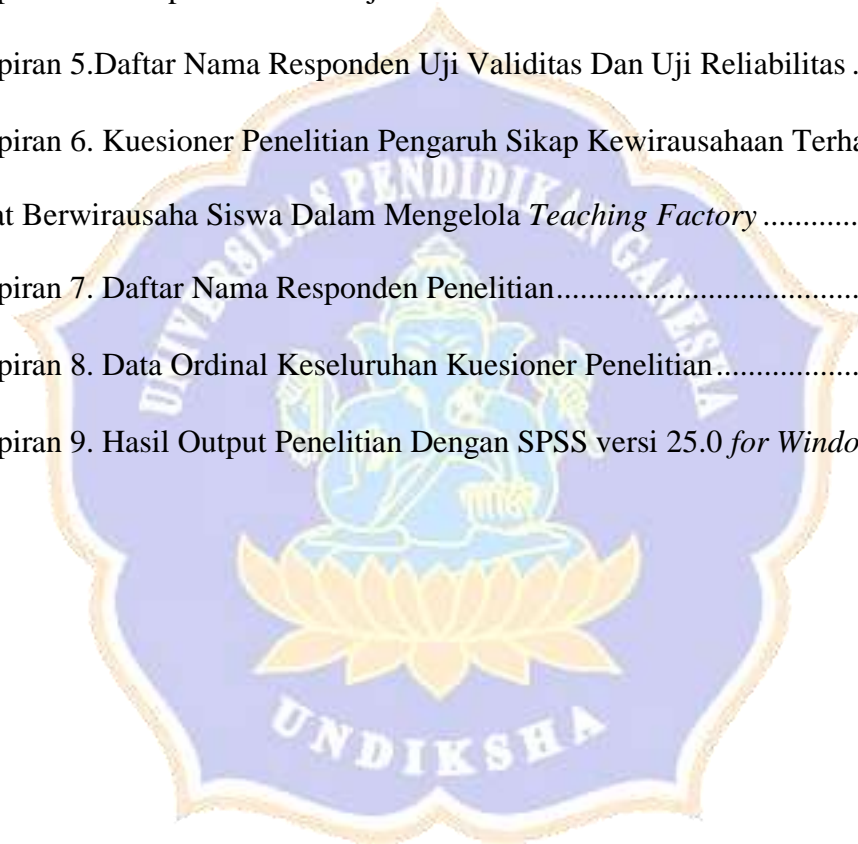 piran 5.Daftar Nama Responden Uji Validitas Dan Uji Reliabilitas .
piran 6. Kuesioner Penelitian Pengaruh Sikap Kewirausahaan Terha
at Berwirausaha Siswa Dalam Mengelola Teaching Factory ............
piran 7. Daftar Nama Responden Penelitian...................................
piran 8. Data Ordinal Keseluruhan Kuesioner Penelitian..................
piran 9. Hasil Output Penelitian Dengan SPSS versi 25.0 for Windo
UNIVERSITAS PENDIDIKAN GANESHA
UNDIKSHA